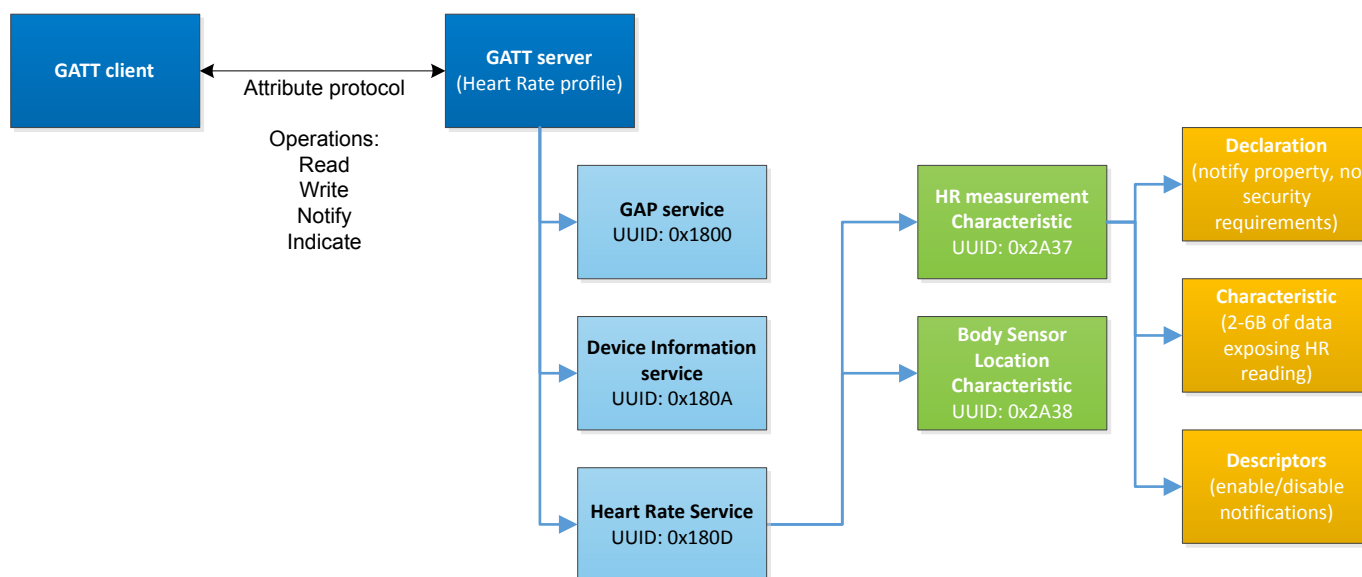 GATT client
Attribute protocol
Operations:
Read
Write
Notify
Indicate
GATT server
(Heart Rate profile)
GAP service
UUID: 0x1800
Device Information
service
UUID: 0x180A
Heart Rate Service
UUID: 0x180D
HR measurement
Characteristic
UUID: 0x2A37
Body Sensor
Location
Characteristic
UUID: 0x2A38
Declaration
(notify property, no
security
requirements)
Characteristic
(2-6B of data
exposing HR
reading)
Descriptors
(enable/disable
notifications)